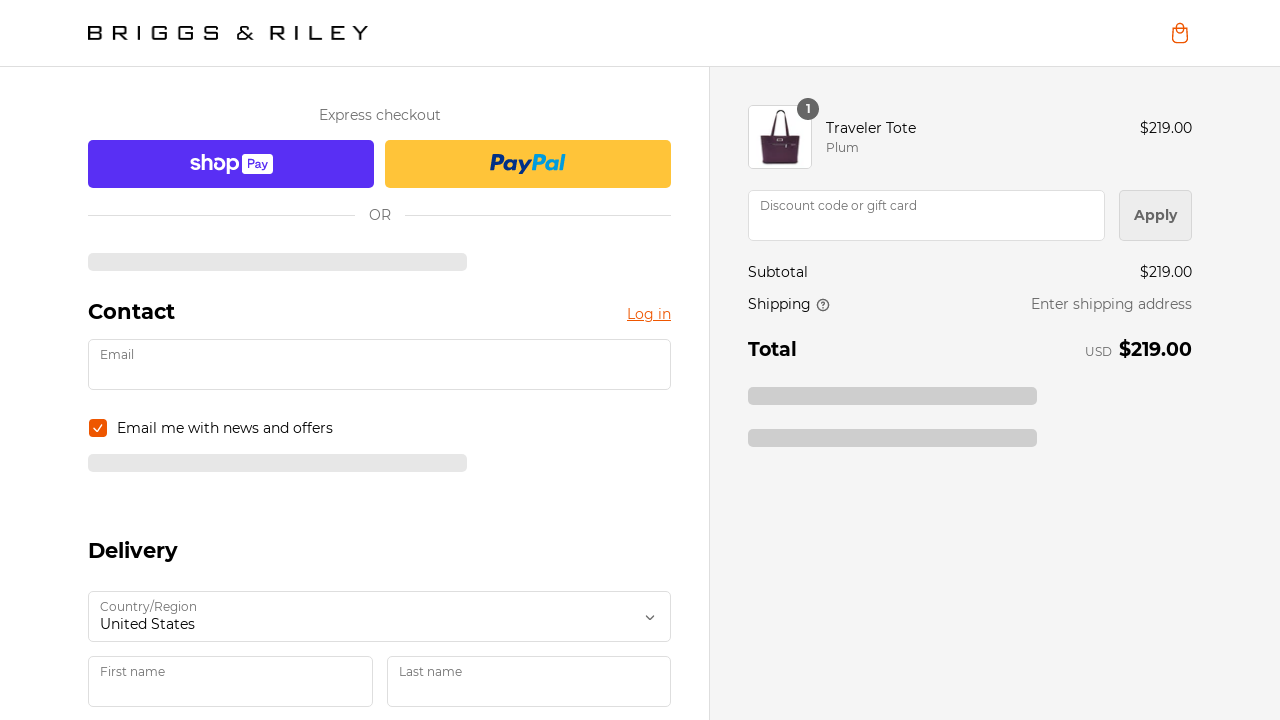 BRIGGS & RILEY
Express checkout
shop Pay
PayPal
OR
Contact
Log in
Email
Email me with news and offers
Delivery
Country/Region
United States
First name
Last name
1
Traveler Tote
$219.00
Plum
Discount code or gift card
Apply
Subtotal
$219.00
Shipping
Enter shipping address
Total
USD $219.00